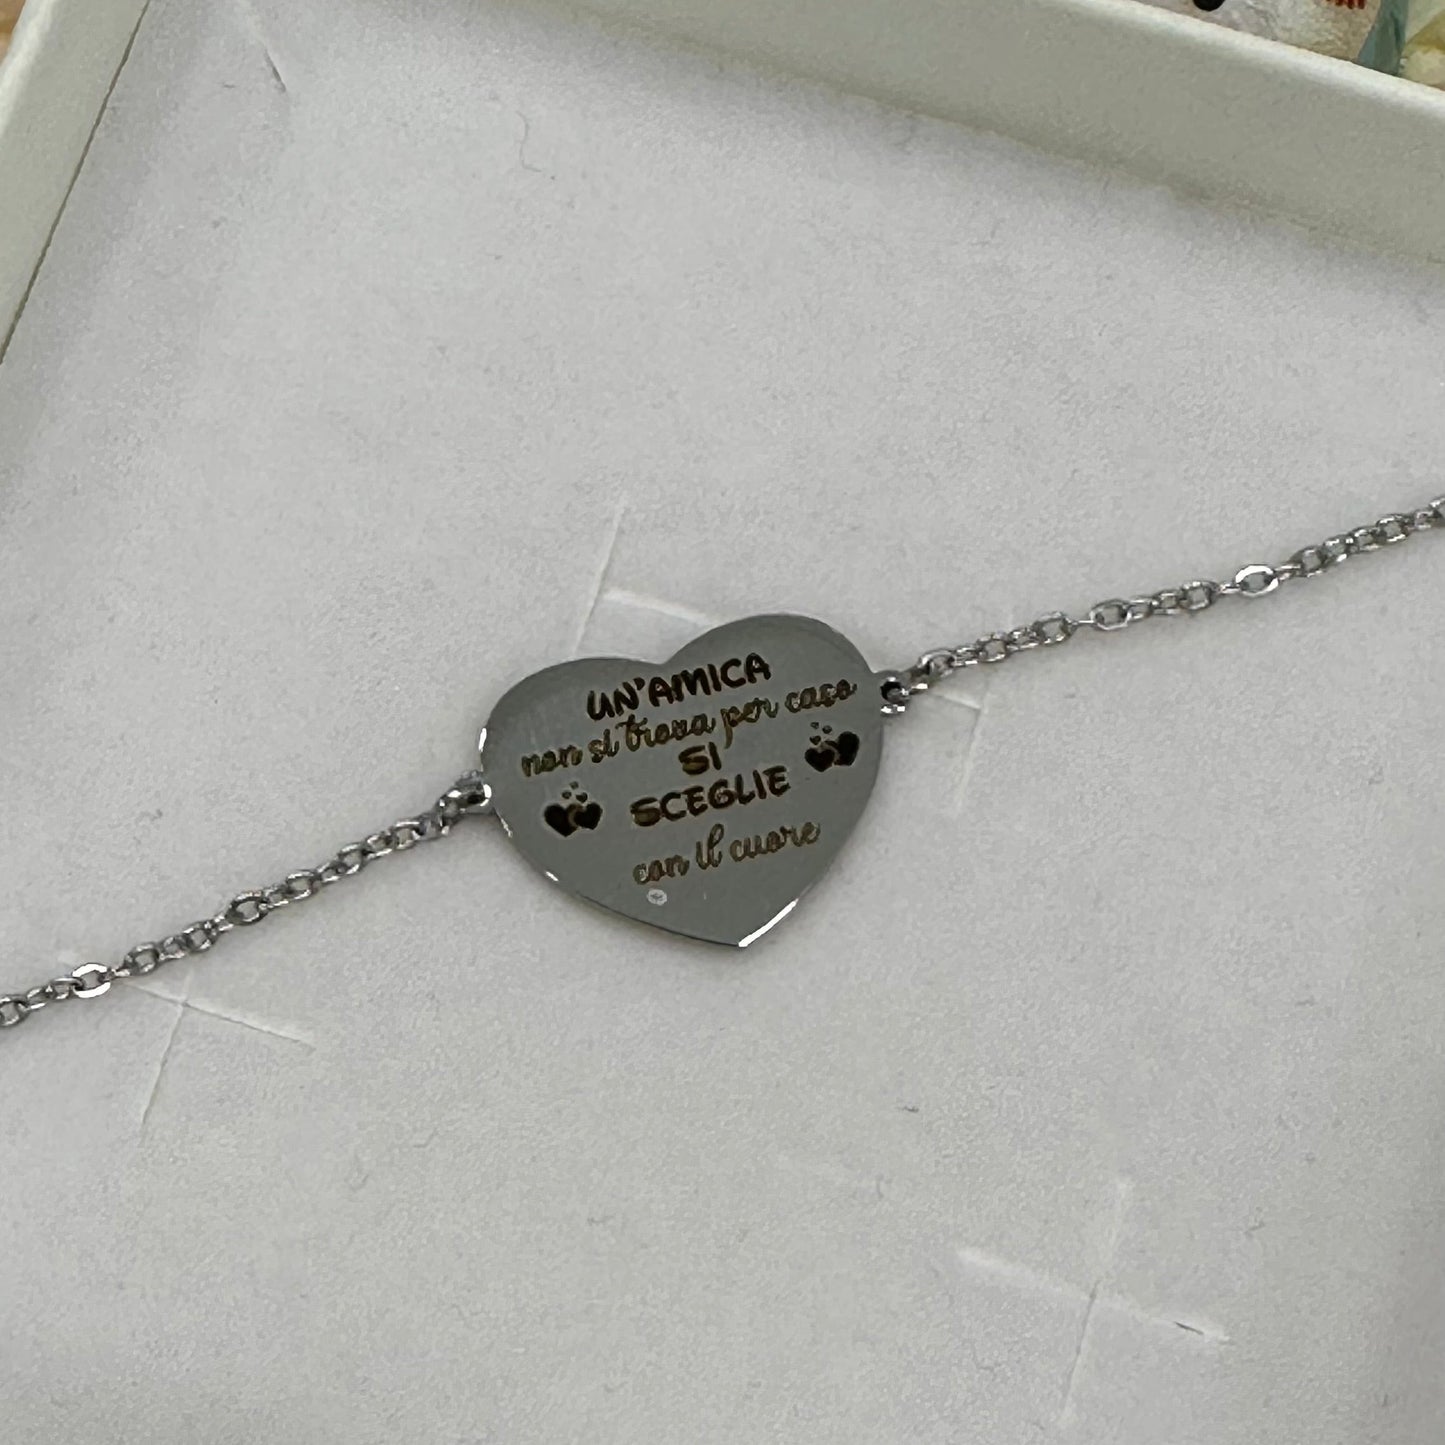 UN'AMICA
non si trova per caso
SI
SCEGLIE
con il cuore